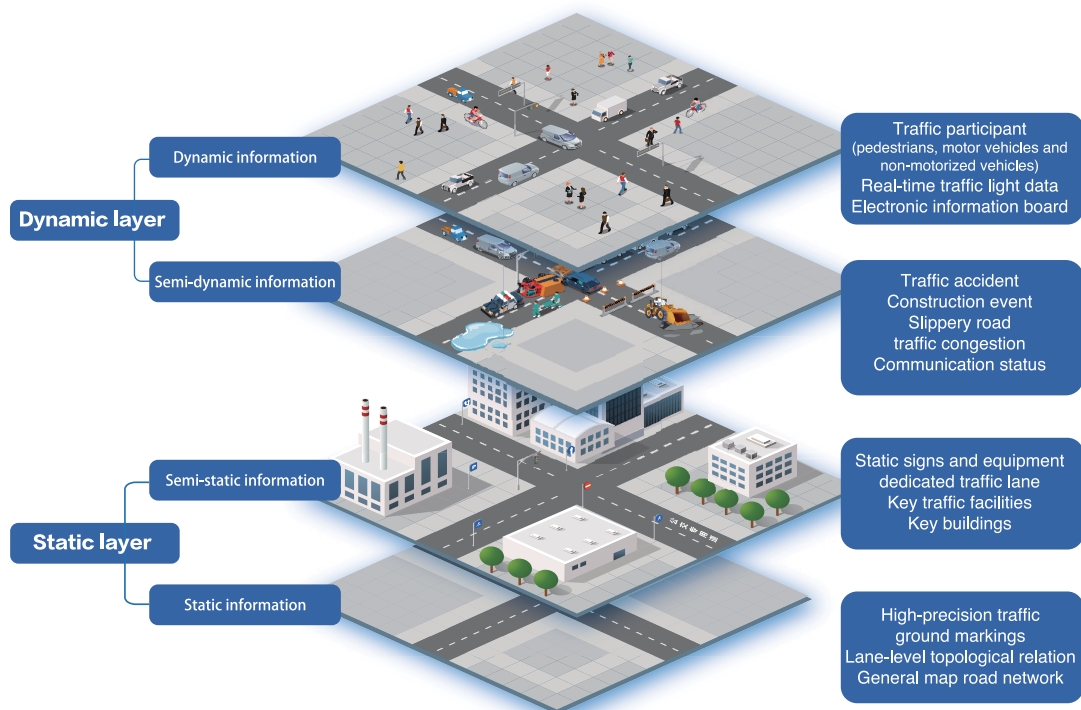 Dynamic information
Dynamic layer
Semi-dynamic information
Semi-static information
Static layer
Static information
Traffic participant
(pedestrians, motor vehicles and
non-motorized vehicles)
Real-time traffic light data
Electronic information board
Traffic accident
Construction event
Slippery road
traffic congestion
Communication status
Static signs and equipment
dedicated traffic lane
Key traffic facilities
Key buildings
High-precision traffic
ground markings
Lane-level topological relation
General map road network